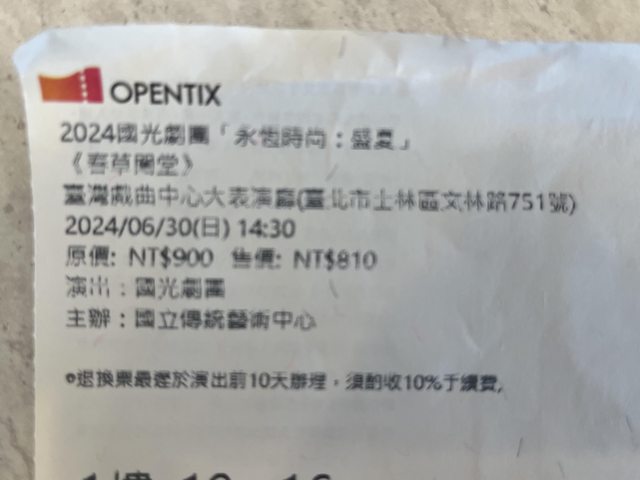 OPENTIX
2024國光劇團「永恆時尚：盛夏」
《春草闖堂》
臺灣戲曲中心大表演廳(臺北市士林區文林路751號)
2024/06/30(日) 14:30
原價: NT$900 售價: NT$810
演出：國光劇團
主辦：國立傳統藝術中心
●退換票最遲於演出前10天辦理，須酌收10%手續費,